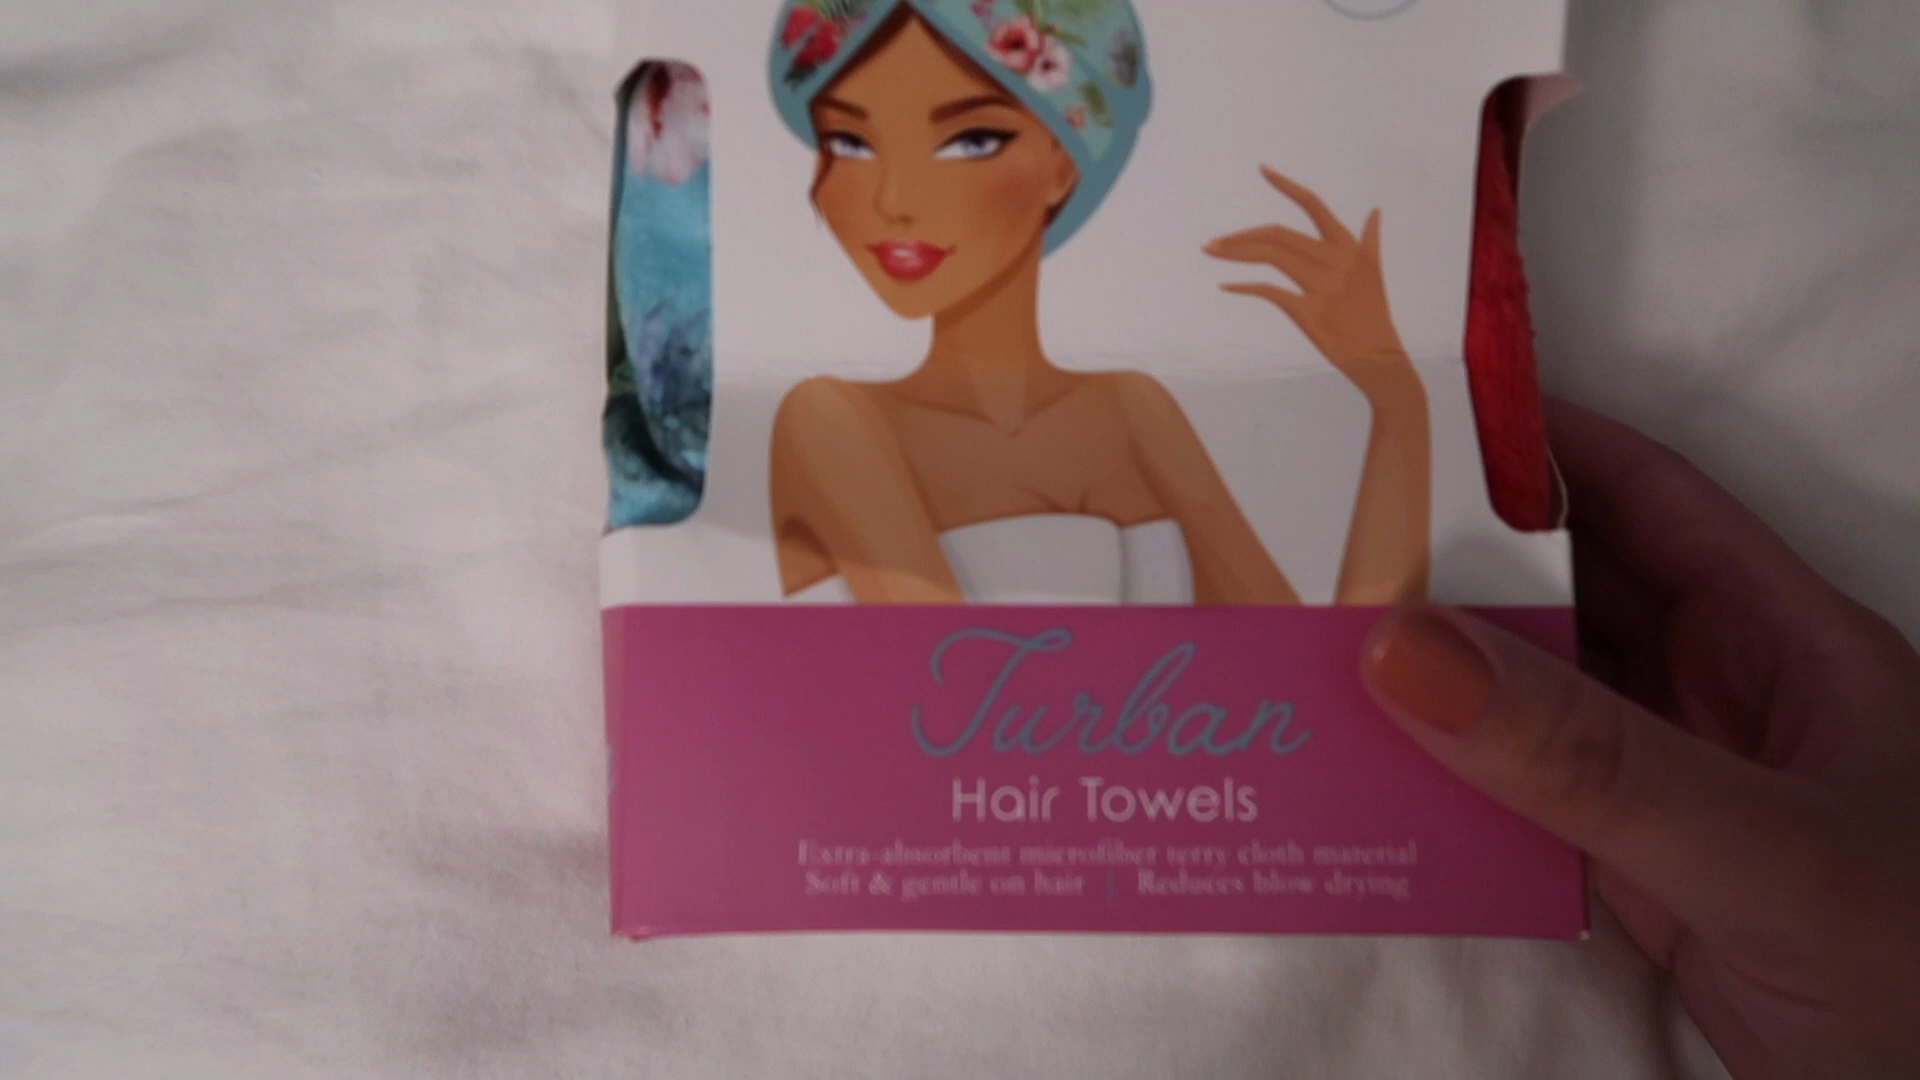 Turban
Hair Towels
Extra-absorbent microfiber terry cloth material
Soft & gentle on hair | Reduces blow drying